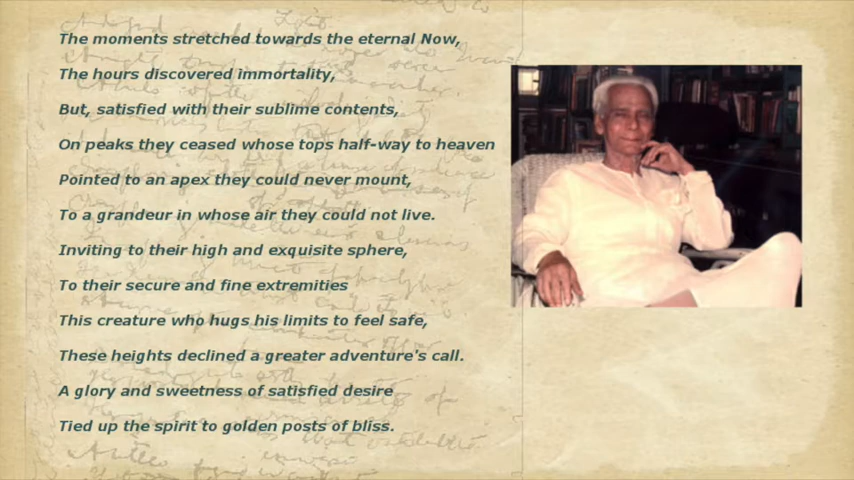 The moments stretched towards the eternal Now,
The hours discovered immortality,
But, satisfied with their sublime contents,
On peaks they ceased whose tops half-way to heaven
Pointed to an apex they could never mount,
To a grandeur in whose air they could not live.
Inviting to their high and exquisite sphere,
To their secure and fine extremities
This creature who hugs his limits to feel safe,
These heights declined a greater adventure's call.
A glory and sweetness of satisfied desire
Tied up the spirit to golden posts of bliss.